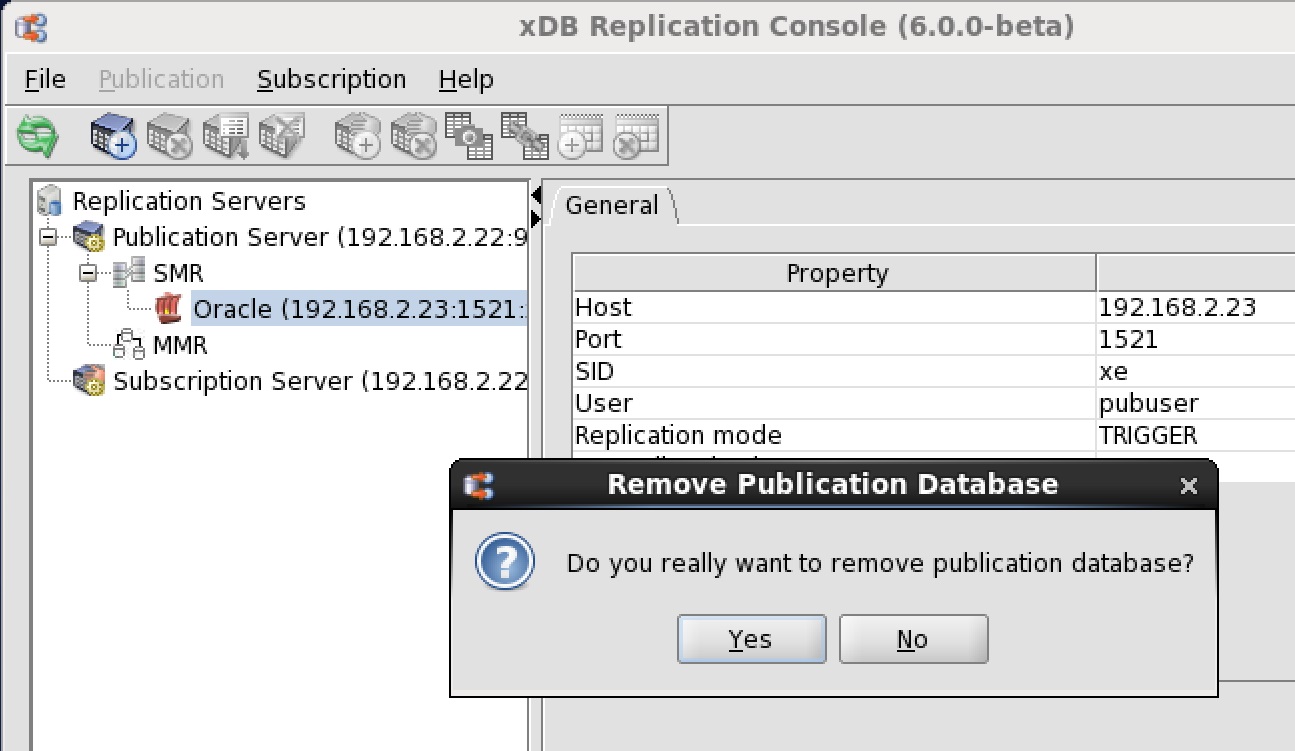 xDB Replication Console (6.0.0-beta)
File Publication Subscription Help
Replication Servers
Publication Server (192.168.2.22:9
SMR
Oracle (192.168.2.23:1521:
MMR
Subscription Server (192.168.2.22
General
Property
Host 192.168.2.23
Port 1521
SID xe
User pubuser
Replication mode TRIGGER
Remove Publication Database
Do you really want to remove publication database?
Yes No